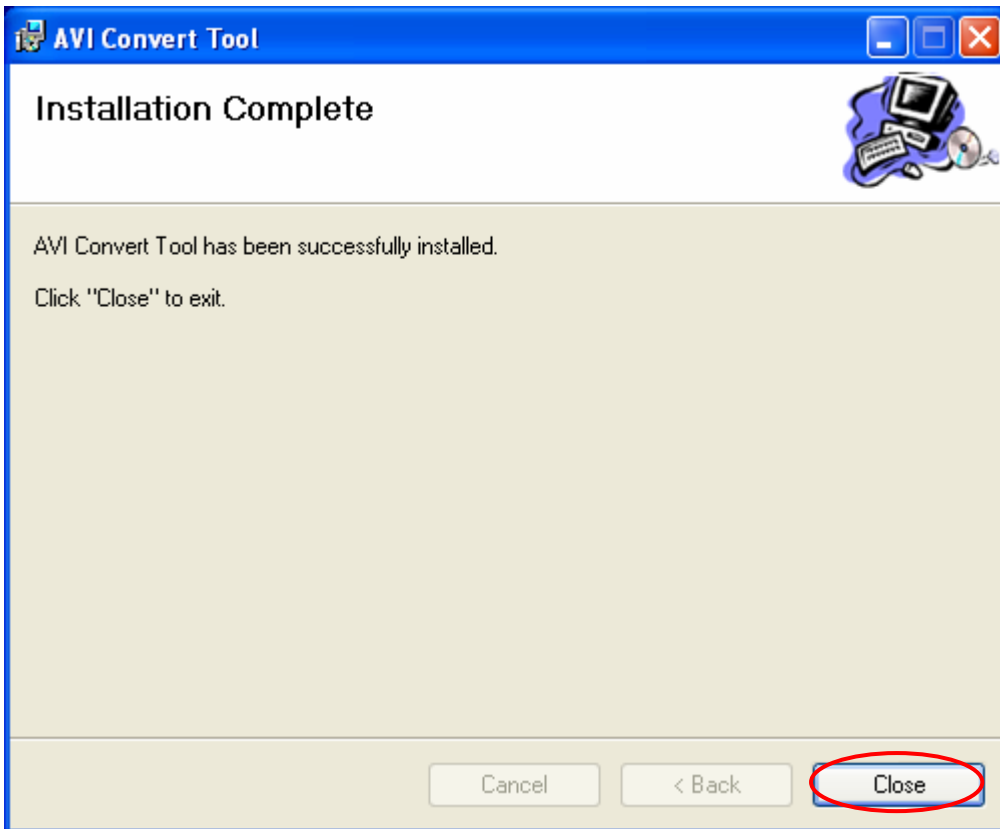 AVI Convert Tool
Installation Complete
AVI Convert Tool has been successfully installed.
Click "Close" to exit.
Cancel
< Back
Close